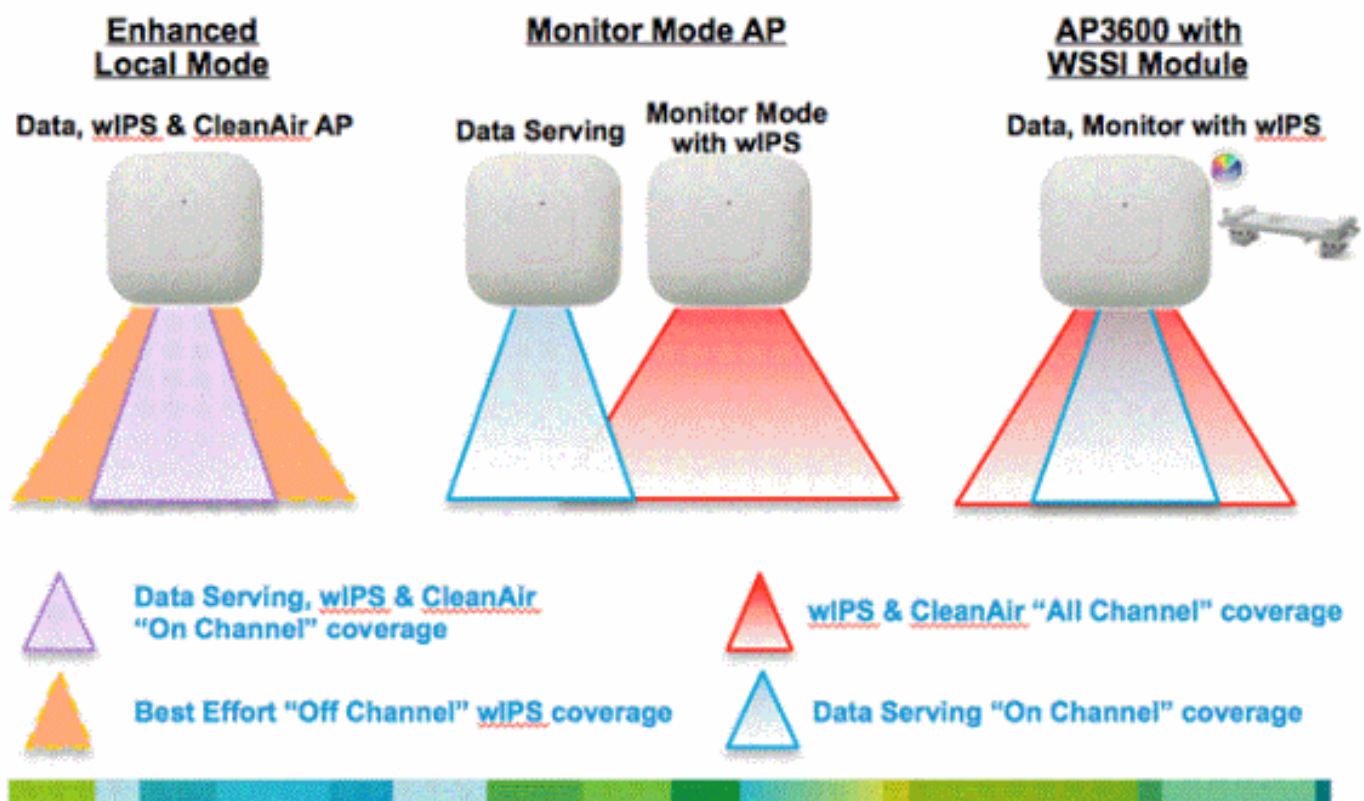 Enhanced
Local Mode
Data, wIPS & CleanAir AP
Monitor Mode AP
Data Serving
Monitor Mode
with wIPS
AP3600 with
WSSI Module
Data, Monitor with wIPS
Data Serving, wIPS & CleanAir
“On Channel” coverage
Best Effort “Off Channel” wIPS coverage
wIPS & CleanAir “All Channel” coverage
Data Serving “On Channel” coverage